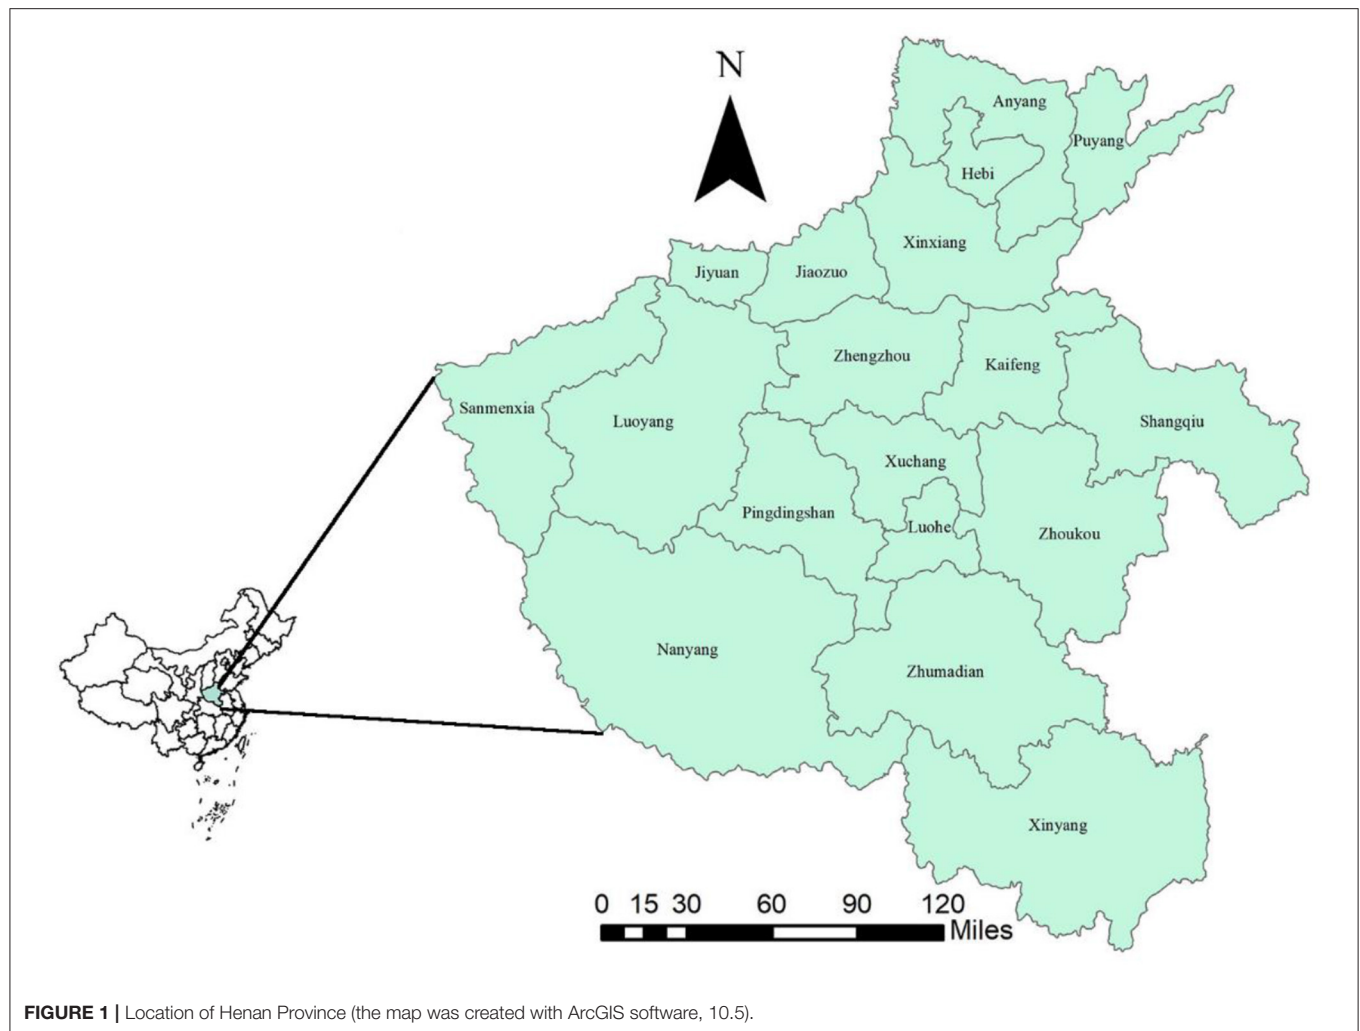 N
Anyang
Puyang
Hebi
Xinxiang
Jiyuan
Jiaozuo
Zhengzhou
Kaifeng
Sanmenxia
Luoyang
Shangqiu
Xuchang
Pingdingshan
Luohe
Zhoukou
Nanyang
Zhumadian
Xinyang
0 15 30 60 90 120
Miles
FIGURE 1 | Location of Henan Province (the map was created with ArcGIS software, 10.5).